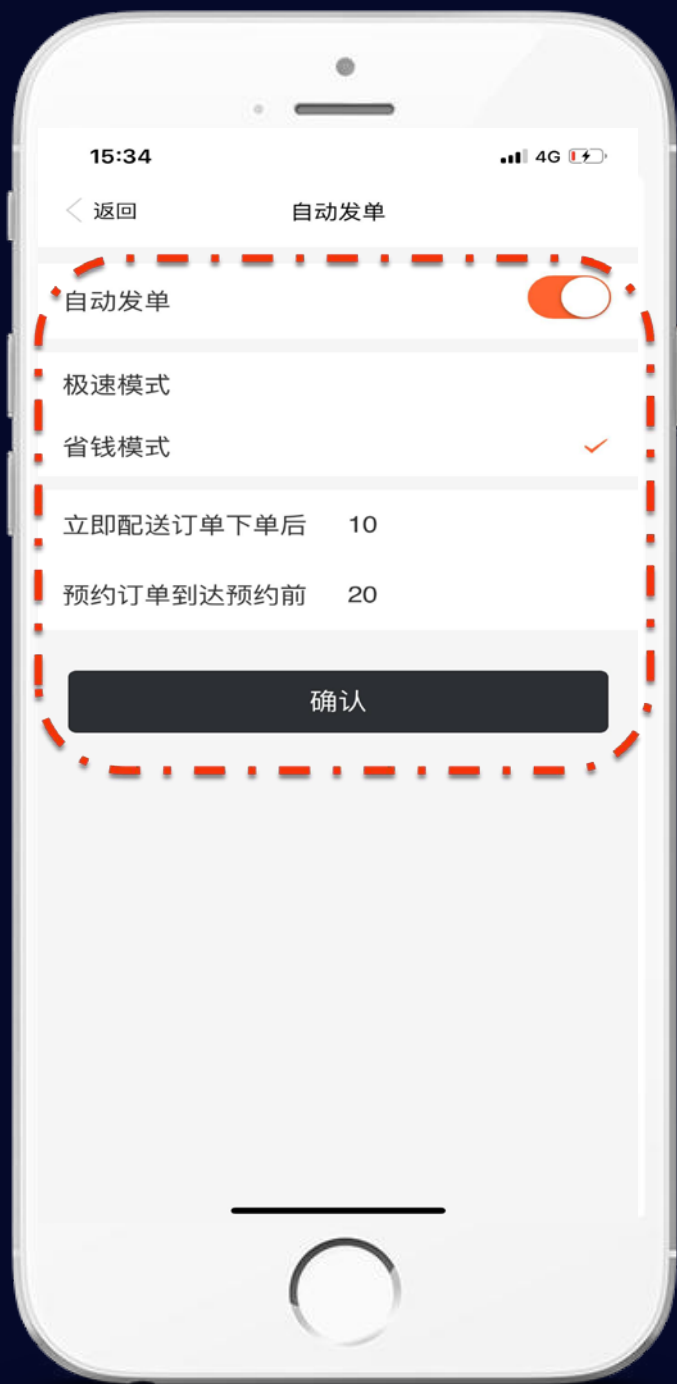 15:34 4G
返回 自动发单
自动发单
极速模式
省钱模式
立即配送订单下单后 10
预约订单到达预约前 20
确认